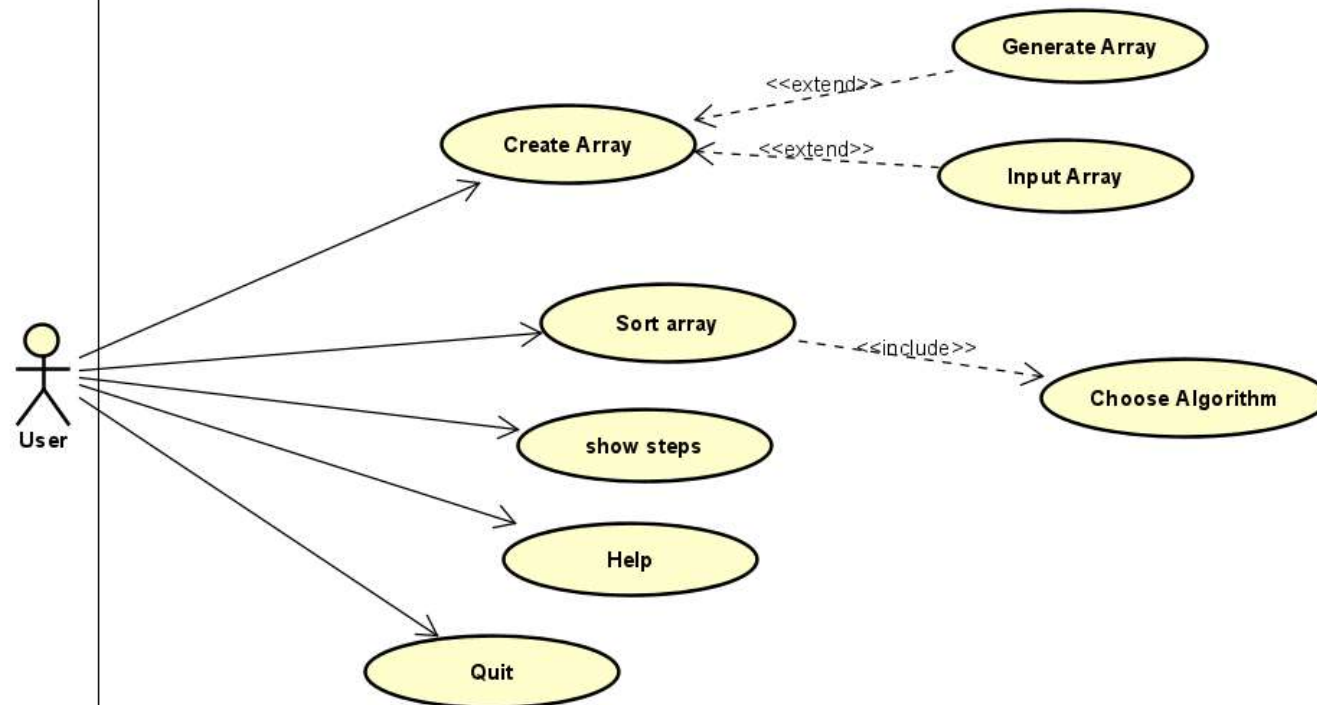 Generate Array
<<extend>>
Create Array
<<extend>>
Input Array
Sort array
<<include>>
Choose Algorithm
User
show steps
Help
Quit